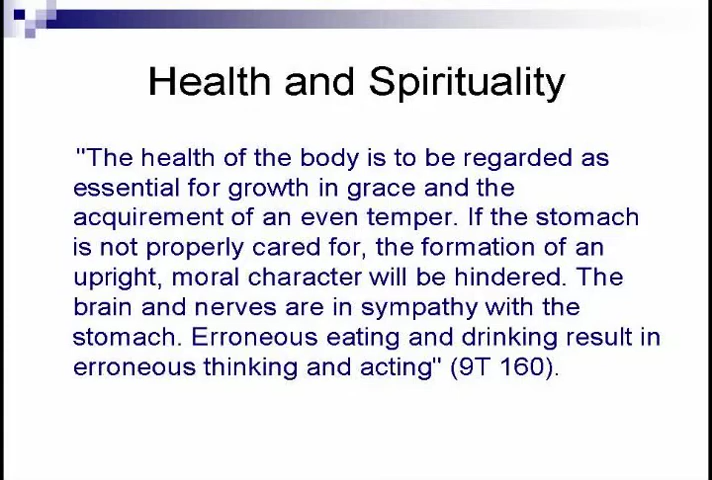 Health and Spirituality
"The health of the body is to be regarded as
essential for growth in grace and the
acquirement of an even temper. If the stomach
is not properly cared for, the formation of an
upright, moral character will be hindered. The
brain and nerves are in sympathy with the
stomach. Erroneous eating and drinking result in
erroneous thinking and acting" (9T 160).